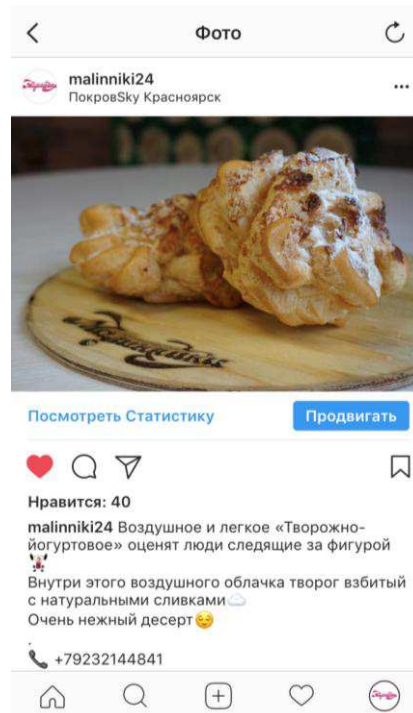 Фото
malinniki24
ПокровSky Красноярск
Малинники
Посмотреть Статистику
Продвигать
Нравится: 40
malinniki24 Воздушное и легкое «Творожно-
йогуртовое» оценят люди следящие за фигурой
Внутри этого воздушного облачка творог взбитый
с натуральными сливками
Очень нежный десерт
.
+79232144841